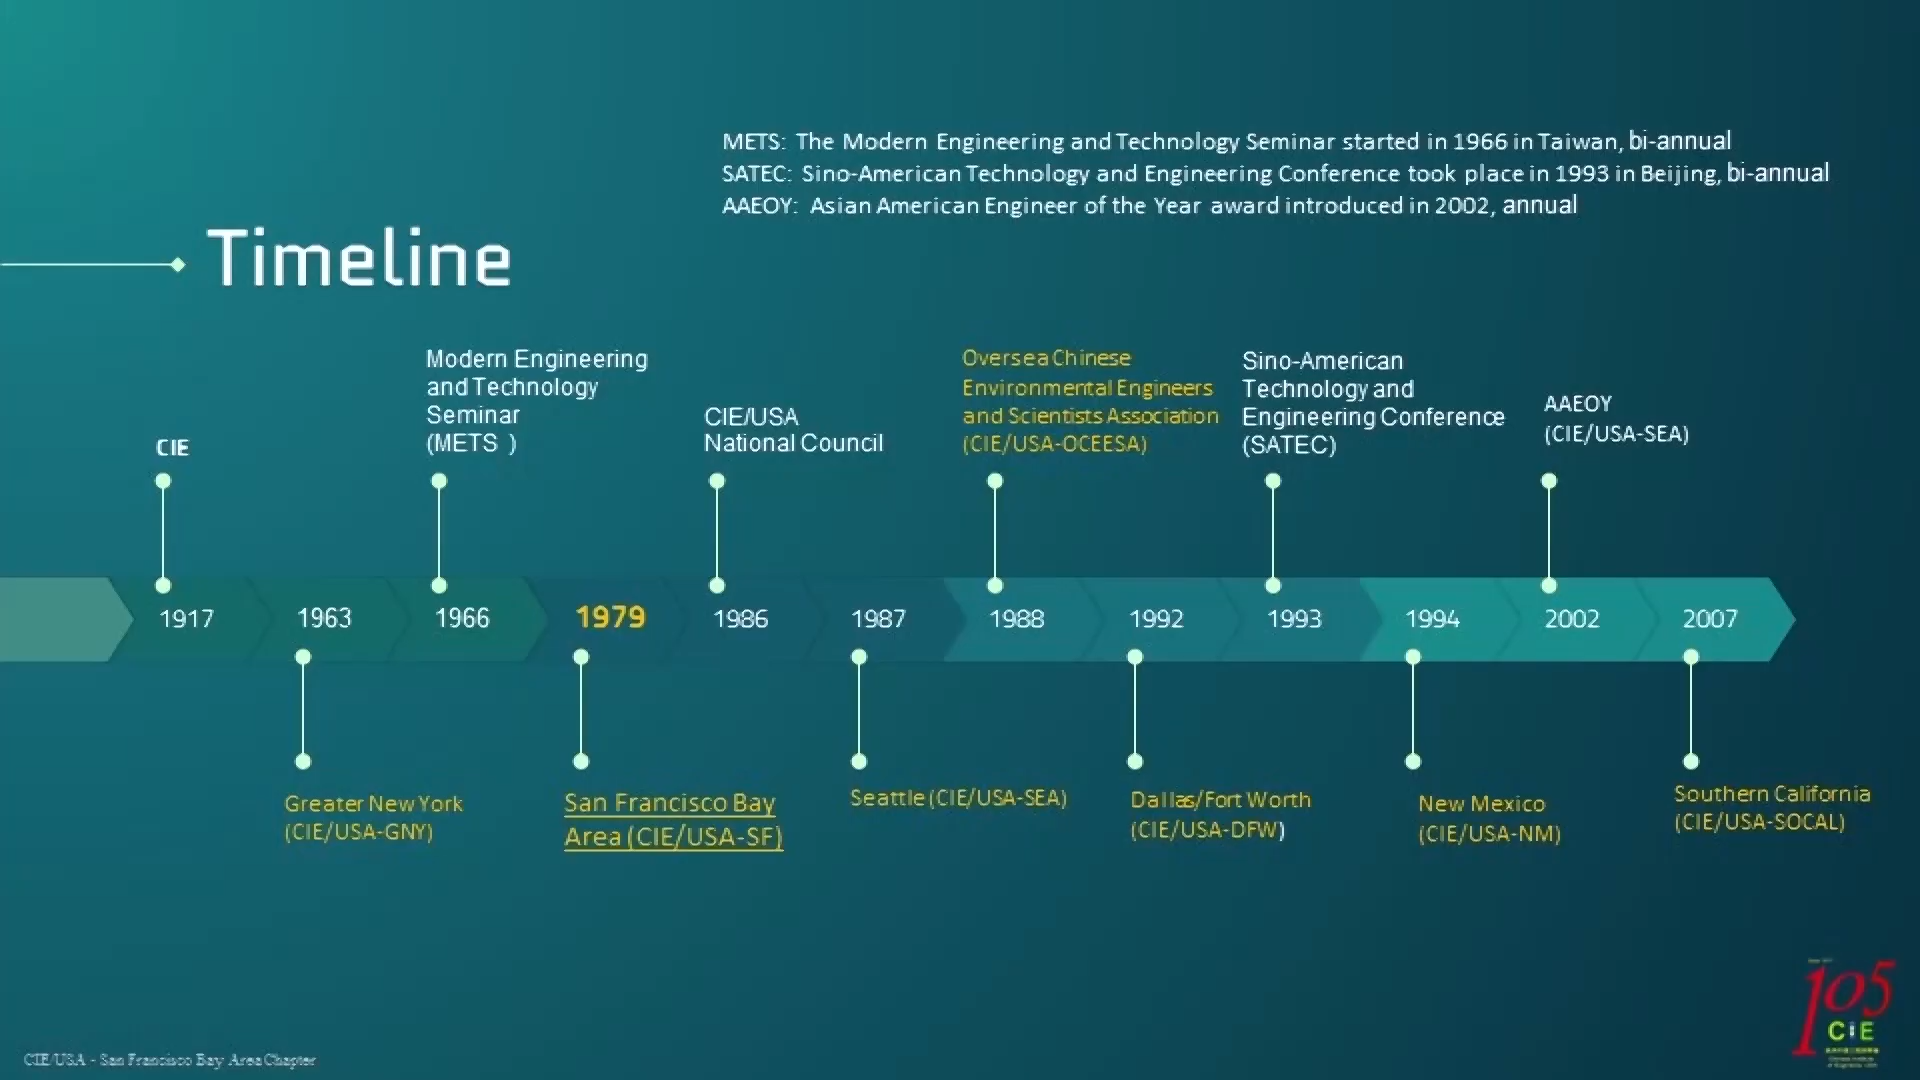 METS: The Modern Engineering and Technology Seminar started in 1966 in Taiwan, bi-annual
SATEC: Sino-American Technology and Engineering Conference took place in 1993 in Beijing, bi-annual
AAEOY: Asian American Engineer of the Year award introduced in 2002, annual
Timeline
CIE
Modern Engineering
and Technology
Seminar
(METS )
CIE/USA
National Council
Oversea Chinese
Environmental Engineers
and Scientists Association
(CIE/USA-OCEESA)
Sino-American
Technology and
Engineering Conference
(SATEC)
AAEOY
(CIE/USA-SEA)
1917 1963 1966 1979 1986 1987 1988 1992 1993 1994 2002 2007
Greater New York
(CIE/USA-GNY)
San Francisco Bay
Area (CIE/USA-SF)
Seattle (CIE/USA-SEA)
Dallas/Fort Worth
(CIE/USA-DFW)
New Mexico
(CIE/USA-NM)
Southern California
(CIE/USA-SOCAL)
105
CIE
CIE/USA - San Francisco Bay Area Chapter